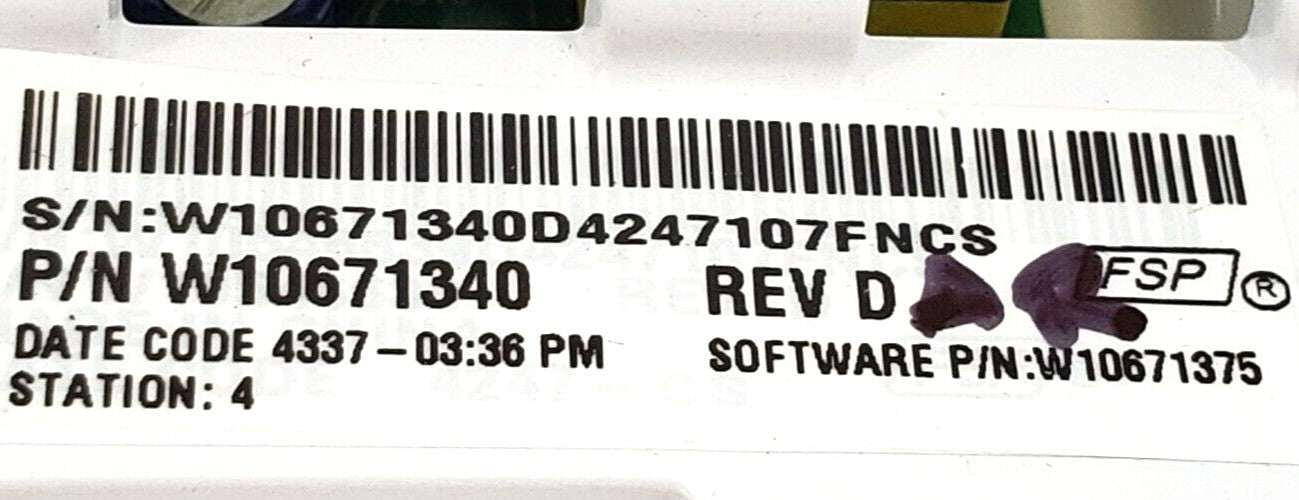 S/N:W10671340D4247107FNCS
P/N W10671340 REV D FSP ®
DATE CODE 4337-03:36 PM SOFTWARE P/N:W10671375
STATION: 4